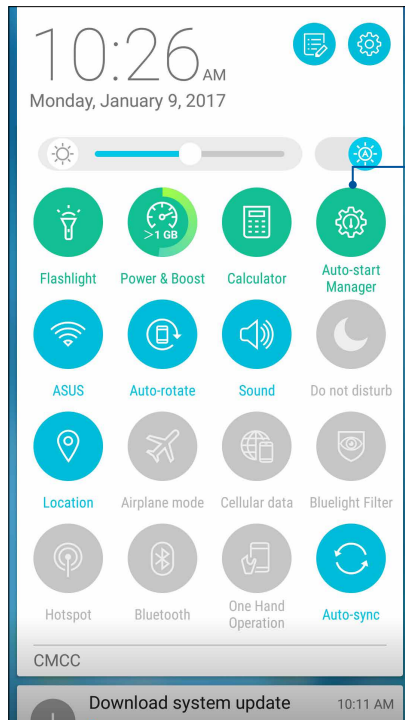 10:26 AM
Monday, January 9, 2017
A
>1 GB
Flashlight
Power & Boost
Calculator
Auto-start
Manager
ASUS
Auto-rotate
Sound
Do not disturb
Location
Airplane mode
Cellular data
Bluelight Filter
Hotspot
Bluetooth
One Hand
Operation
Auto-sync
CMCC
Download system update 10:11 AM